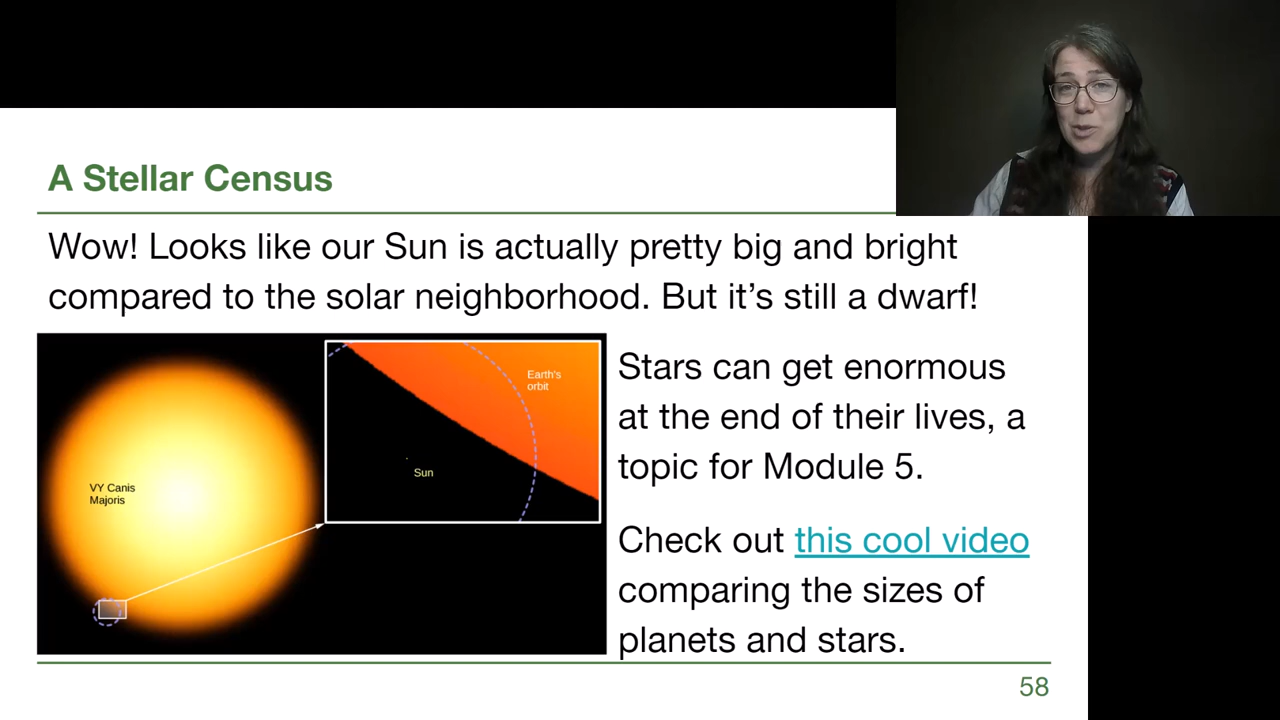 A Stellar Census
Wow! Looks like our Sun is actually pretty big and bright
compared to the solar neighborhood. But it’s still a dwarf!
VY Canis
Majoris
Sun
Earth's
orbit
Stars can get enormous
at the end of their lives, a
topic for Module 5.
Check out this cool video
comparing the sizes of
planets and stars.
58